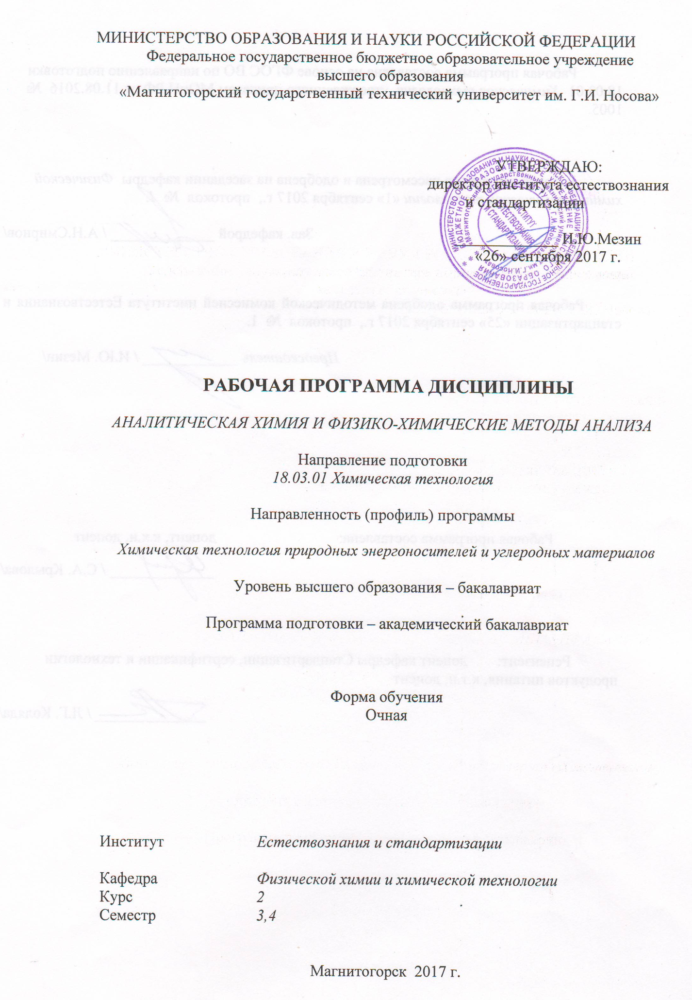 МИНИСТЕРСТВО ОБРАЗОВАНИЯ И НАУКИ РОССИЙСКОЙ ФЕДЕРАЦИИ
Федеральное государственное бюджетное образовательное учреждение
высшего образования
«Магнитогорский государственный технический университет им. Г.И. Носова»
УТВЕРЖДАЮ:
директор института естествознания
и стандартизации
И.Ю.Мезин
«26» сентября 2017 г.
ИНСТИТУТ
ЕСТЕСТВОЗНАНИЯ
И СТАНДАРТИЗАЦИИ
РАБОЧАЯ ПРОГРАММА ДИСЦИПЛИНЫ
АНАЛИТИЧЕСКАЯ ХИМИЯ И ФИЗИКО-ХИМИЧЕСКИЕ МЕТОДЫ АНАЛИЗА
Направление подготовки
18.03.01 Химическая технология
Направленность (профиль) программы
Химическая технология природных энергоносителей и углеродных материалов
Уровень высшего образования – бакалавриат
Программа подготовки – академический бакалавриат
Форма обучения
Очная
Институт Естествознания и стандартизации
Кафедра Физической химии и химической технологии
Курс 2
Семестр 3,4
Магнитогорск 2017 г.